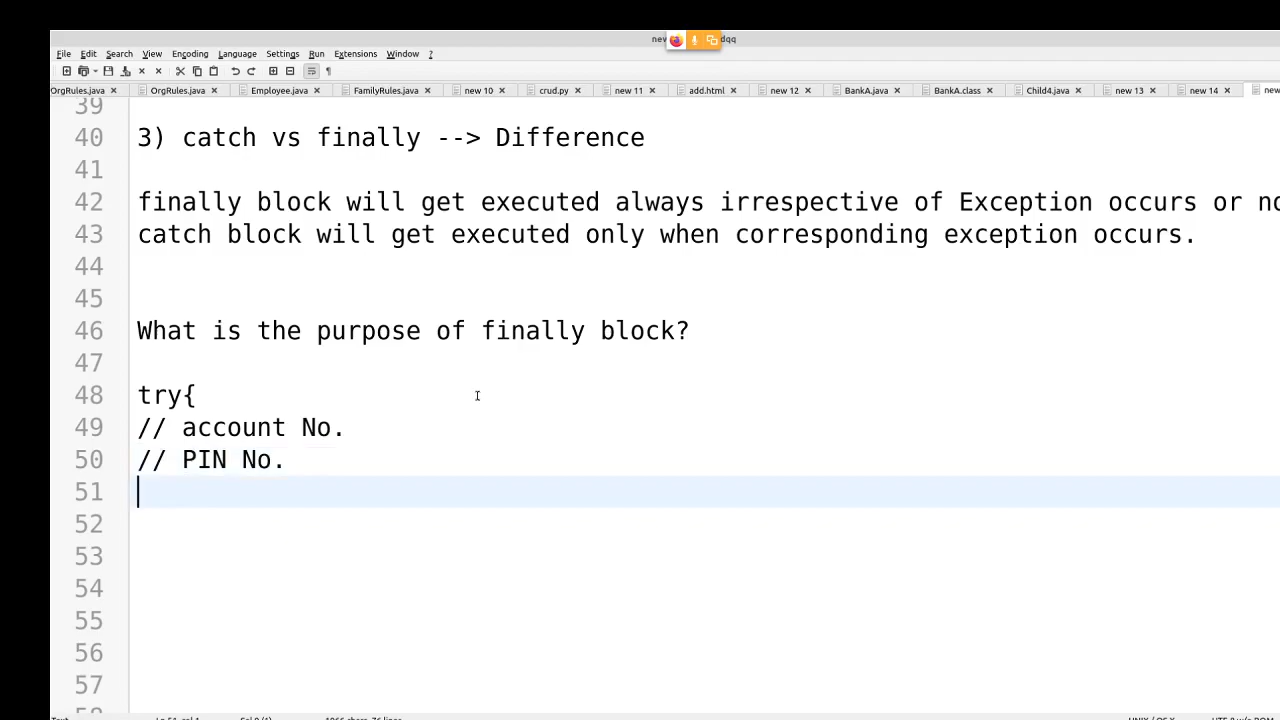 new dqq
File Edit Search View Encoding Language Settings Run Extensions Window ?
OrgRules.java OrgRules.java Employee.java FamilyRules.java new 10 crud.py new 11 add.html new 12 BankA.java BankA.class Child4.java new 13 new 14 new
39
40 3) catch vs finally --> Difference
41
42 finally block will get executed always irrespective of Exception occurs or no
43 catch block will get executed only when corresponding exception occurs.
44
45
46 What is the purpose of finally block?
47
48 try{
49 // account No.
50 // PIN No.
51
52
53
54
55
56
57